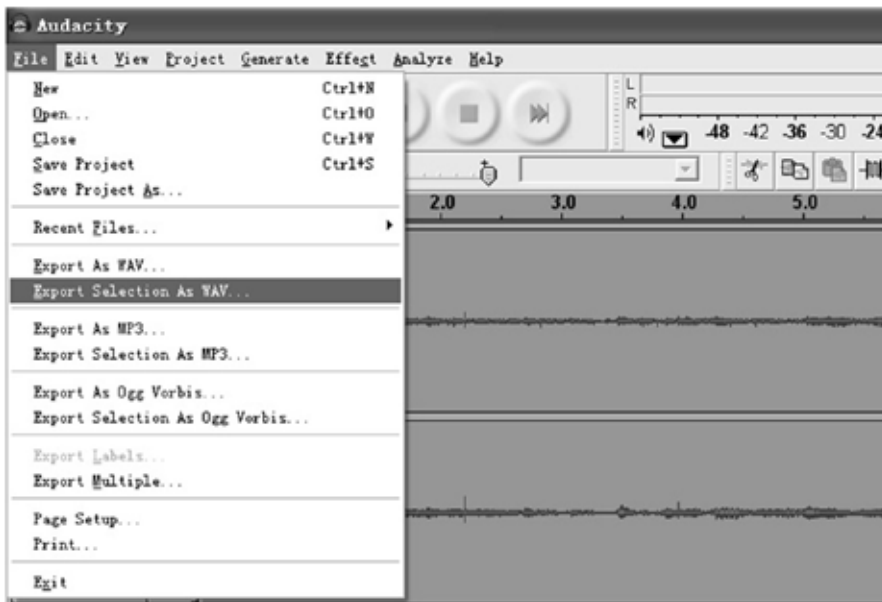 Audacity
File Edit View Project Generate Effect Analyze Help
New Ctrl+N
Open... Ctrl+O
Close Ctrl+W
Save Project Ctrl+S
Save Project As...
Recent Files...
Export As WAV...
Export Selection As WAV...
Export As MP3...
Export Selection As MP3...
Export As Ogg Vorbis...
Export Selection As Ogg Vorbis...
Export Labels...
Export Multiple...
Page Setup...
Print...
Exit
L
R
-48 -42 -36 -30 -24
2.0 3.0 4.0 5.0